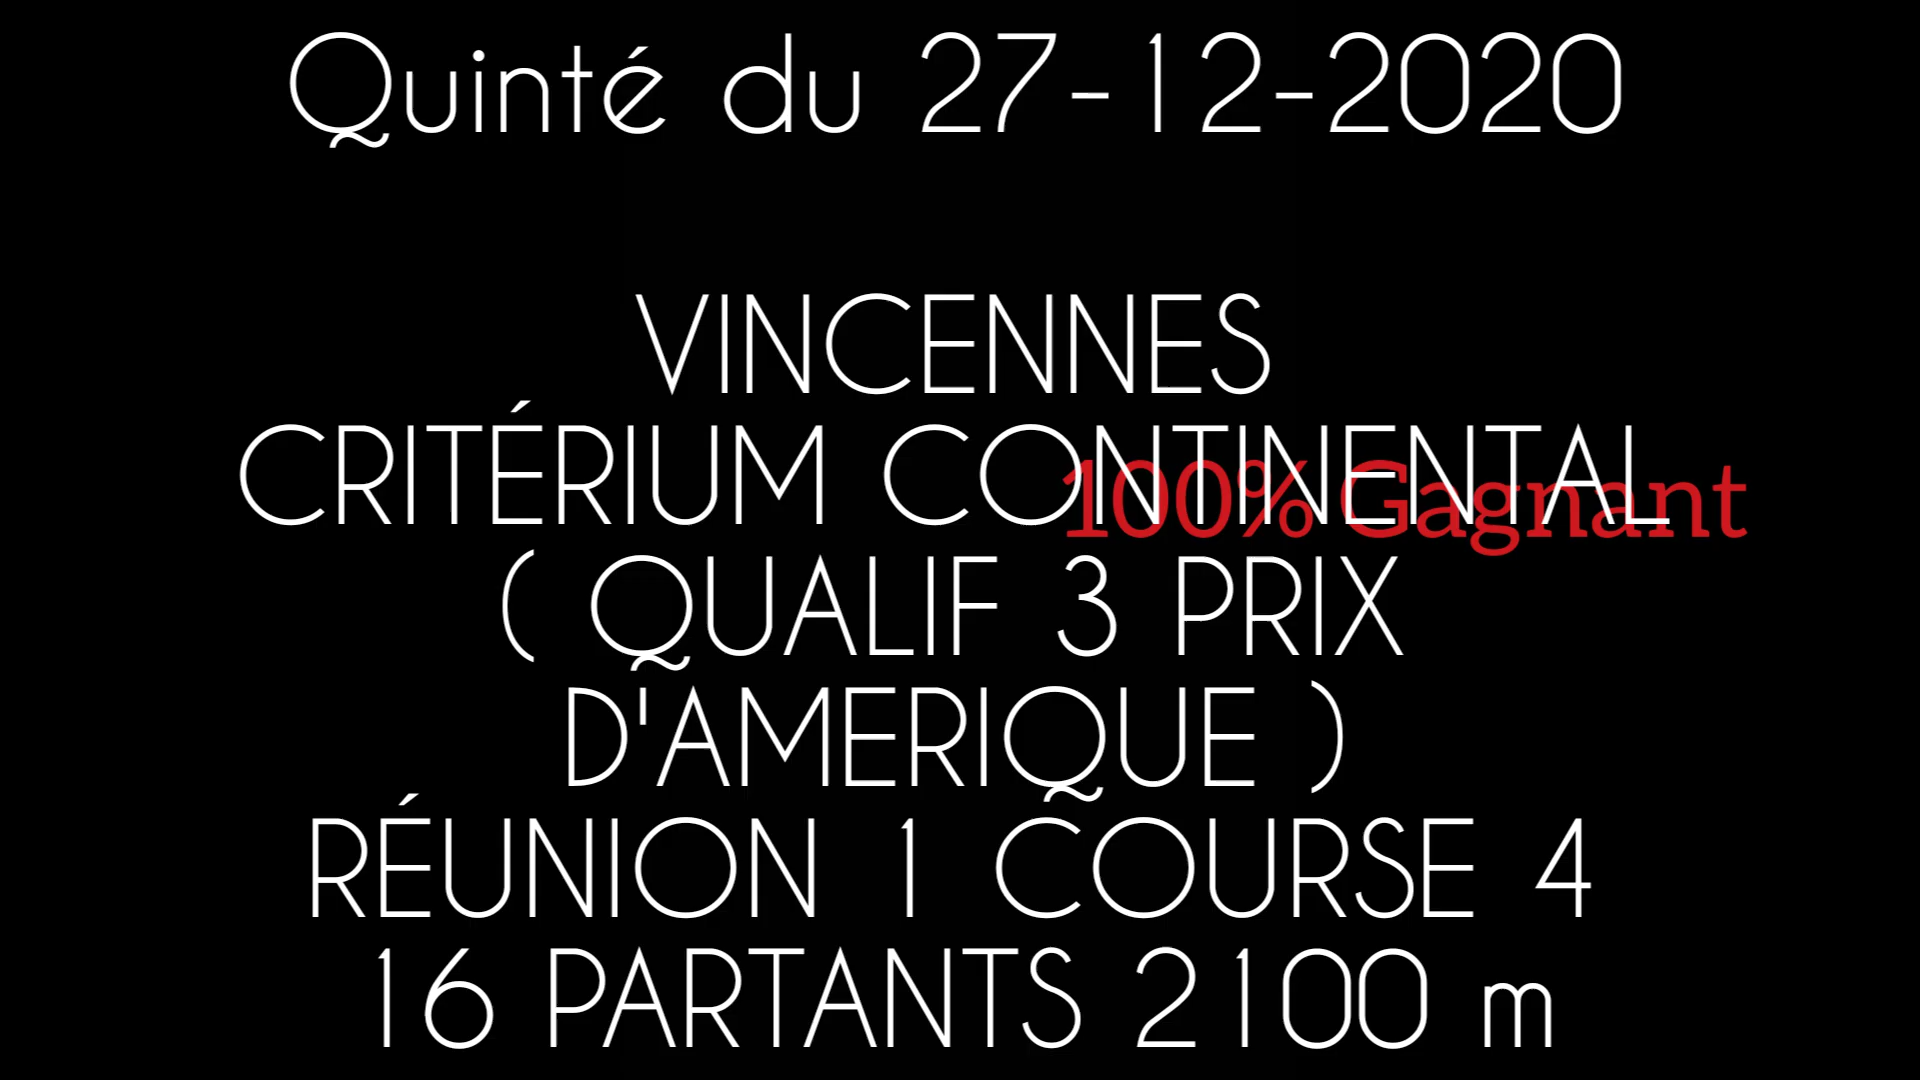 Quinté du 27-12-2020
VINCENNES
CRITÉRIUM CONTINENTAL
100% Gagnant
( QUALIF 3 PRIX
D'AMERIQUE )
RÉUNION 1 COURSE 4
16 PARTANTS 2100 m